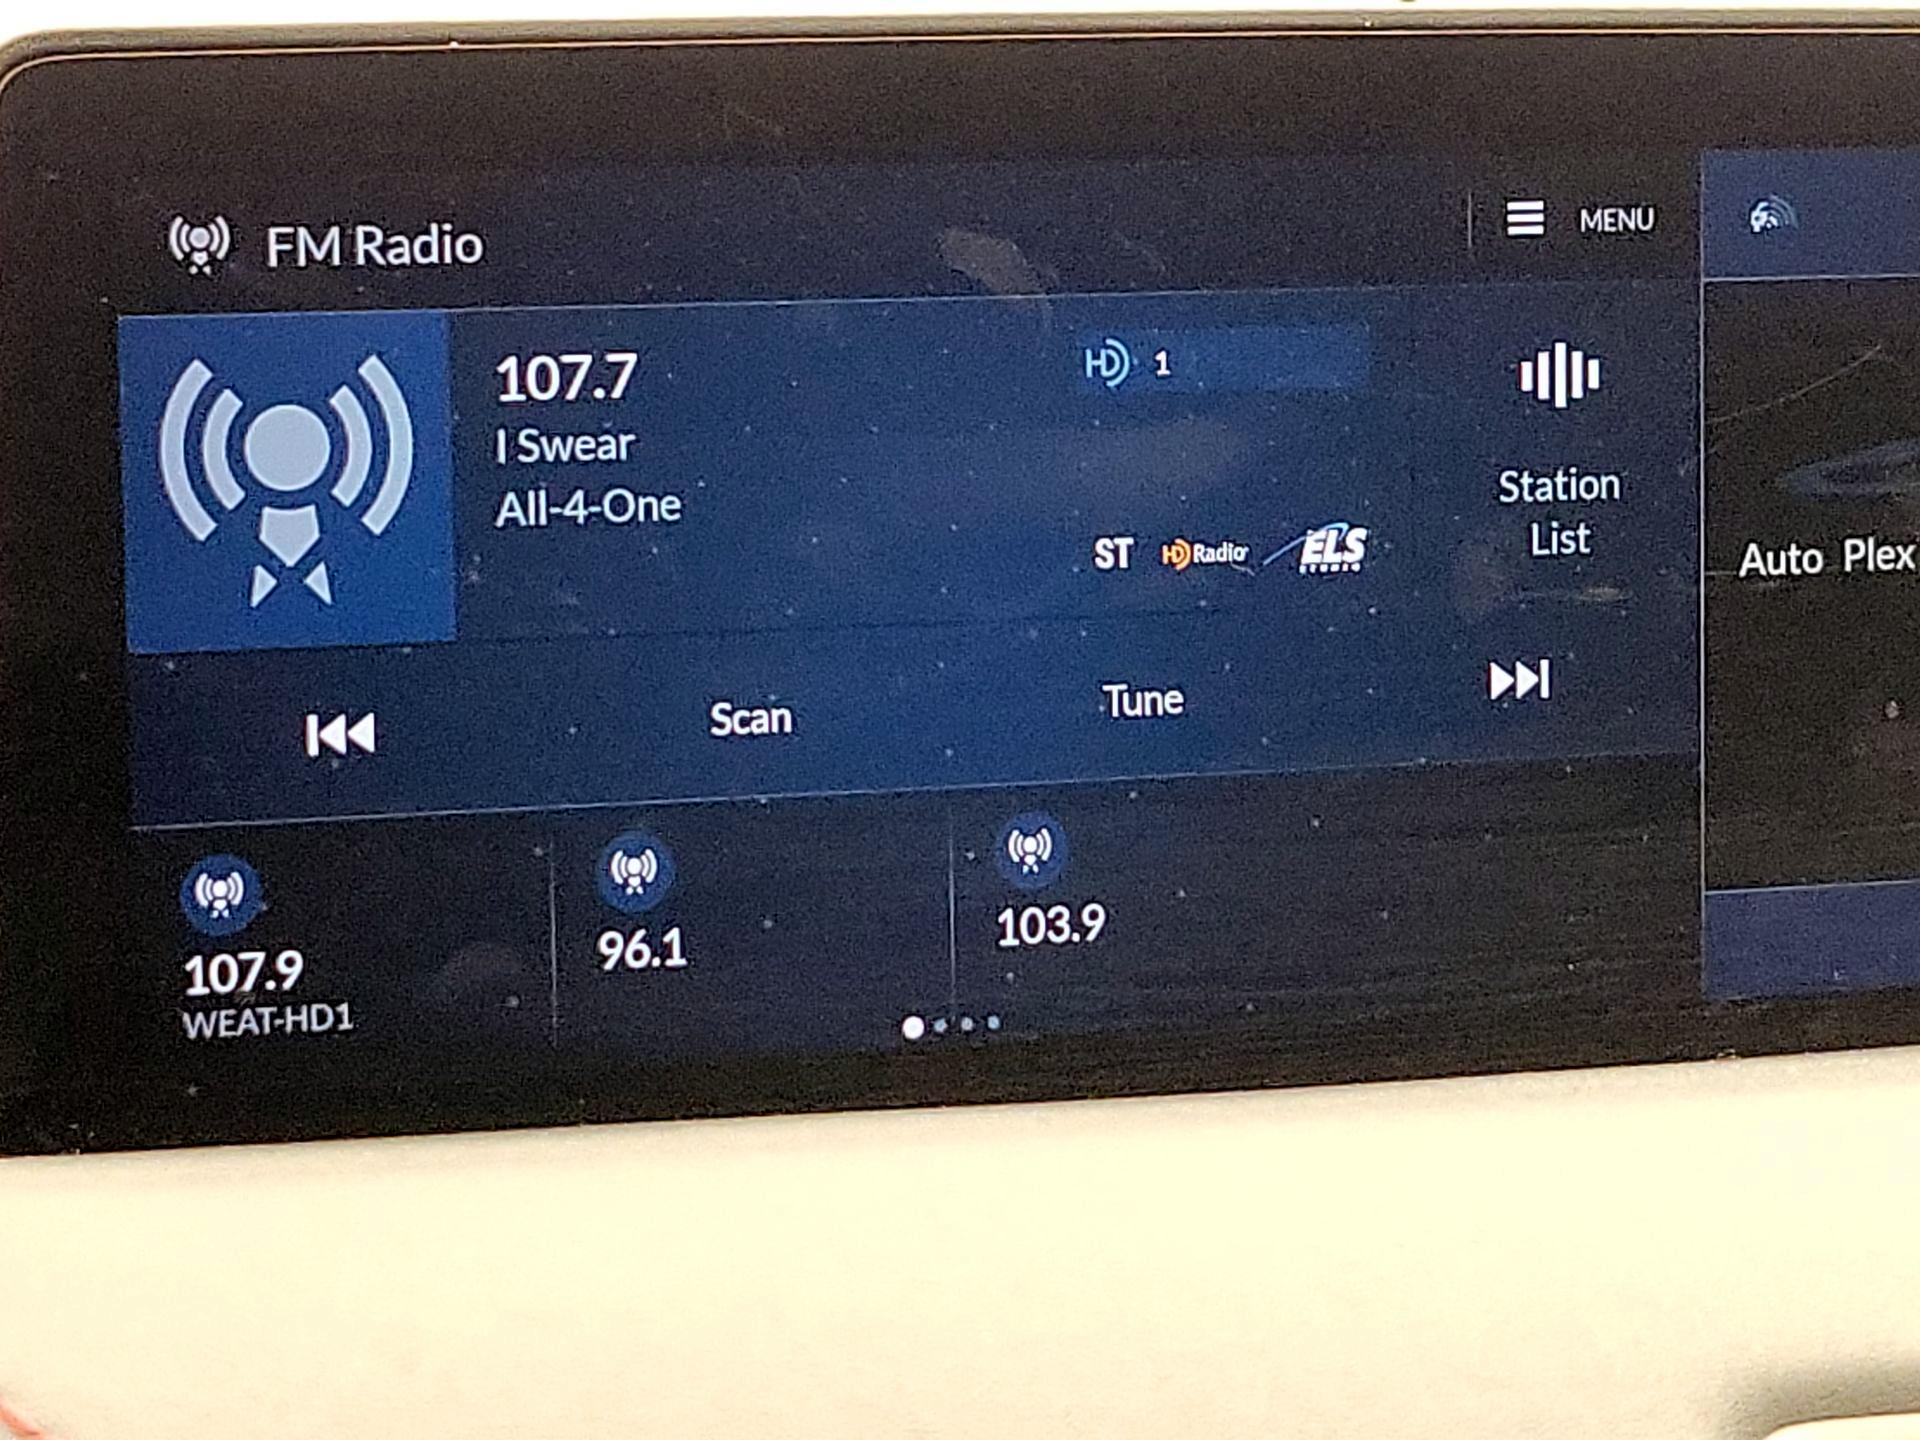 FM Radio
MENU
107.7
HD 1
I Swear
All-4-One
ST HD Radio ELS STUDIO
Station
List
Auto Plex
Scan
Tune
107.9
WEAT-HD1
96.1
103.9